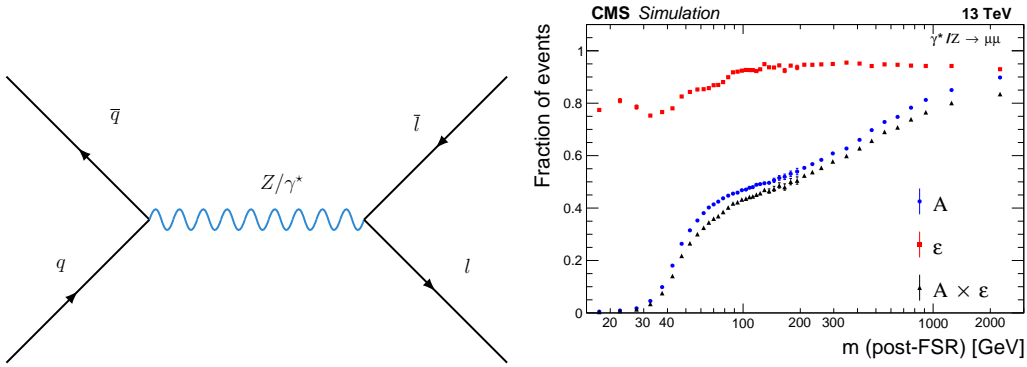 q̅
l̅
Z/γ⋆
q
l
CMS Simulation
13 TeV
γ* /Z → μμ
Fraction of events
1
0.8
0.6
0.4
0.2
0
A
ε
A × ε
20 30 40 100 200 300 1000 2000
m (post-FSR) [GeV]